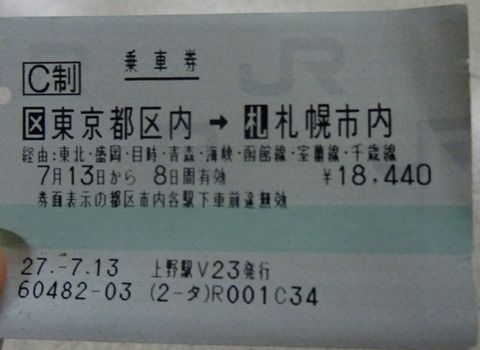 C制 乗車券
区 東京都区内 → 札 札幌市内
経由:東北・盛岡・目時・青森・海峡・函館線・室蘭線・千歳線
7月13日から 8日間有効 ¥18,440
券面表示の都区市内各駅下車前途無効
27.-7.13 上野駅V23発行
60482-03 (2-タ)R001C34